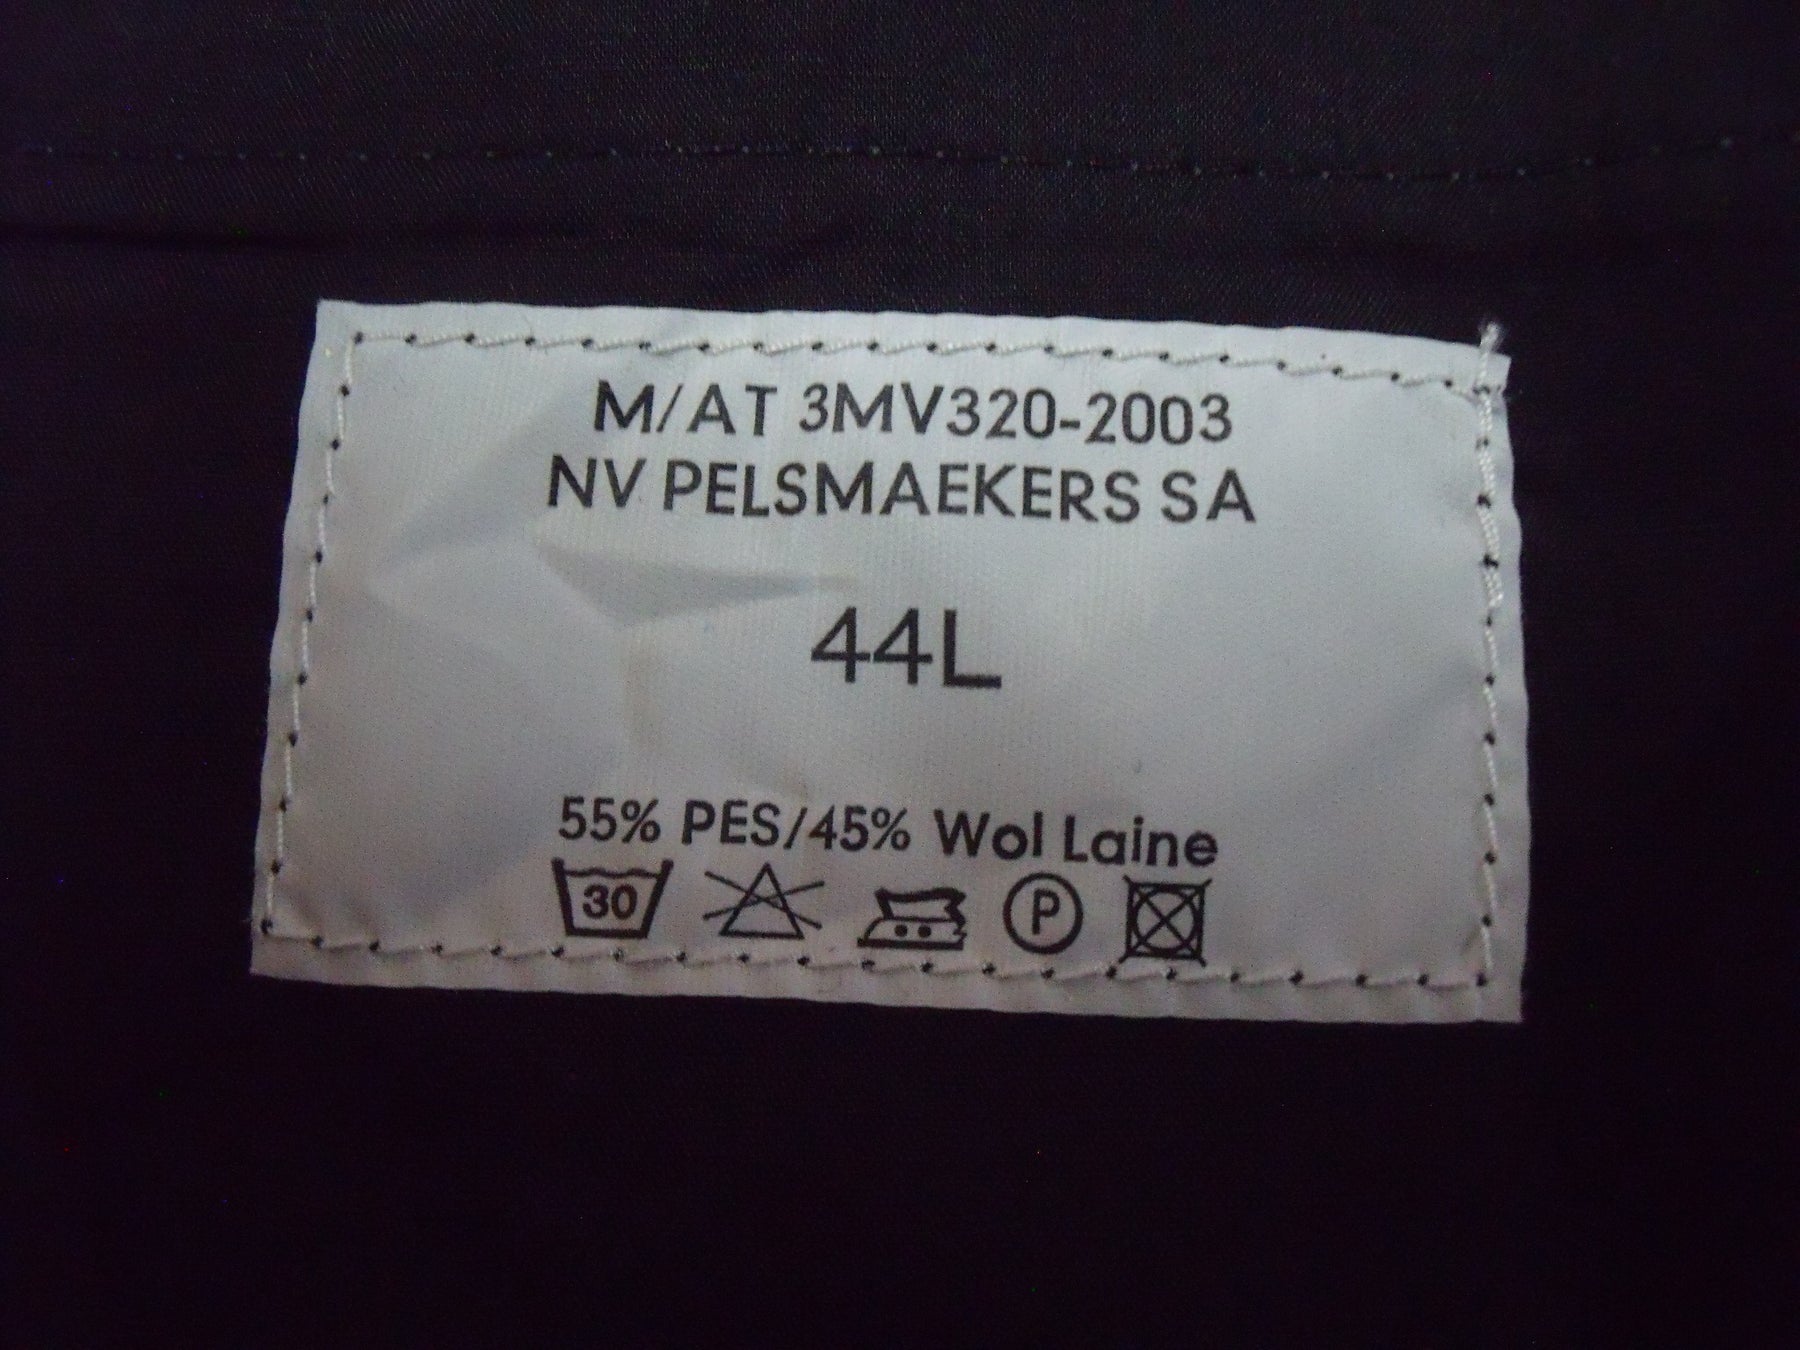 M/AT 3MV320-2003
NV PELSMAEKERS SA
44L
55% PES/45% Wol Laine
30 P